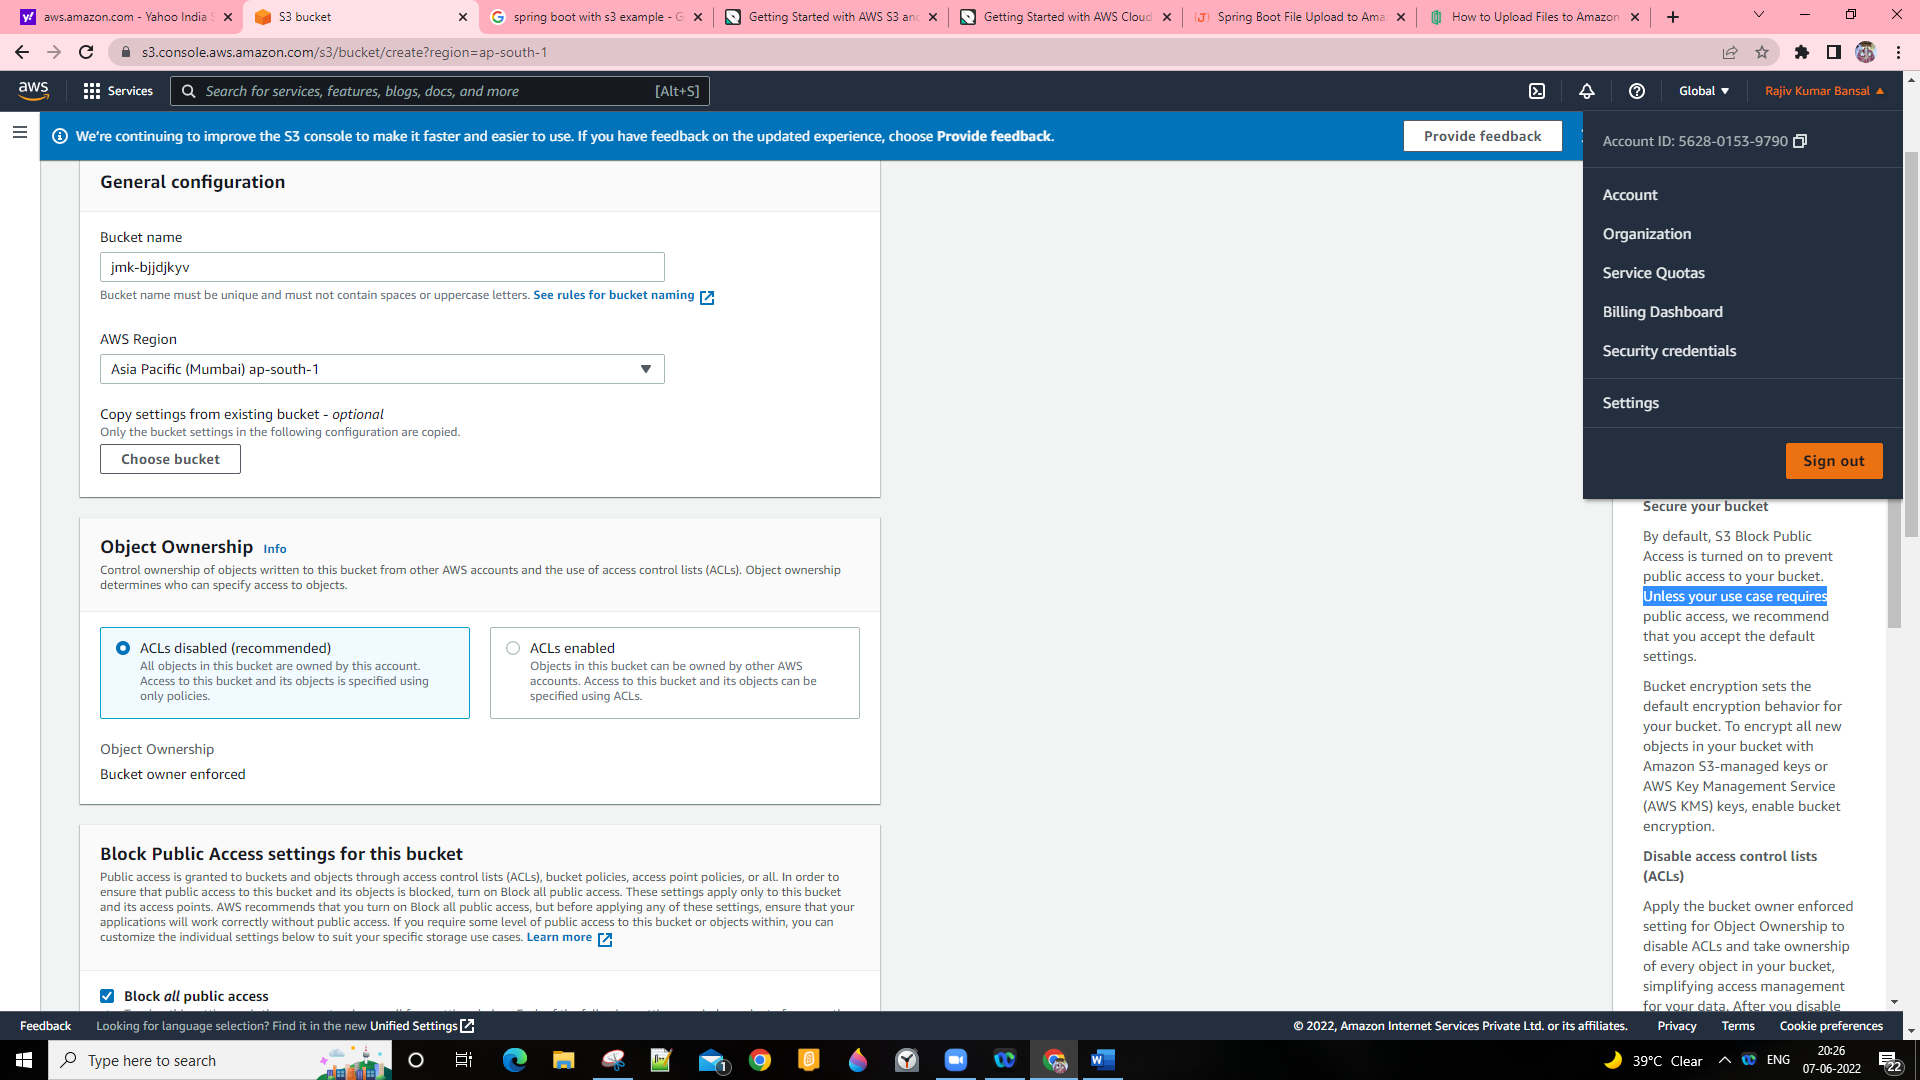 aws.amazon.com - Yahoo India S
S3 bucket
spring boot with s3 example - G
Getting Started with AWS S3 and
Getting Started with AWS Cloud
Spring Boot File Upload to Ama
How to Upload Files to Amazon
s3.console.aws.amazon.com/s3/bucket/create?region=ap-south-1
aws
Services
Search for services, features, blogs, docs, and more
[Alt+S]
Global
Rajiv Kumar Bansal
We're continuing to improve the S3 console to make it faster and easier to use. If you have feedback on the updated experience, choose Provide feedback.
Provide feedback
Account ID: 5628-0153-9790
Account
Organization
Service Quotas
Billing Dashboard
Security credentials
Settings
Sign out
General configuration
Bucket name
jmk-bjjdjkyv
Bucket name must be unique and must not contain spaces or uppercase letters. See rules for bucket naming
AWS Region
Asia Pacific (Mumbai) ap-south-1
Copy settings from existing bucket - optional
Only the bucket settings in the following configuration are copied.
Choose bucket
Object Ownership Info
Control ownership of objects written to this bucket from other AWS accounts and the use of access control lists (ACLs). Object ownership
determines who can specify access to objects.
ACLs disabled (recommended)
All objects in this bucket are owned by this account.
Access to this bucket and its objects is specified using
only policies.
ACLs enabled
Objects in this bucket can be owned by other AWS
accounts. Access to this bucket and its objects can be
specified using ACLs.
Object Ownership
Bucket owner enforced
Block Public Access settings for this bucket
Public access is granted to buckets and objects through access control lists (ACLs), bucket policies, access point policies, or all. In order to
ensure that public access to this bucket and its objects is blocked, turn on Block all public access. These settings apply only to this bucket
and its access points. AWS recommends that you turn on Block all public access, but before applying any of these settings, ensure that your
applications will work correctly without public access. If you require some level of public access to this bucket or objects within, you can
customize the individual settings below to suit your specific storage use cases. Learn more
Block all public access
Secure your bucket
By default, S3 Block Public
Access is turned on to prevent
public access to your bucket.
Unless your use case requires
public access, we recommend
that you accept the default
settings.
Bucket encryption sets the
default encryption behavior for
your bucket. To encrypt all new
objects in your bucket with
Amazon S3-managed keys or
AWS Key Management Service
(AWS KMS) keys, enable bucket
encryption.
Disable access control lists
(ACLs)
Apply the bucket owner enforced
setting for Object Ownership to
disable ACLs and take ownership
of every object in your bucket,
simplifying access management
for your data. After you disable
Feedback
Looking for language selection? Find it in the new Unified Settings
© 2022, Amazon Internet Services Private Ltd. or its affiliates.
Privacy
Terms
Cookie preferences
Type here to search
1
39°C Clear
ENG
20:26
07-06-2022
22